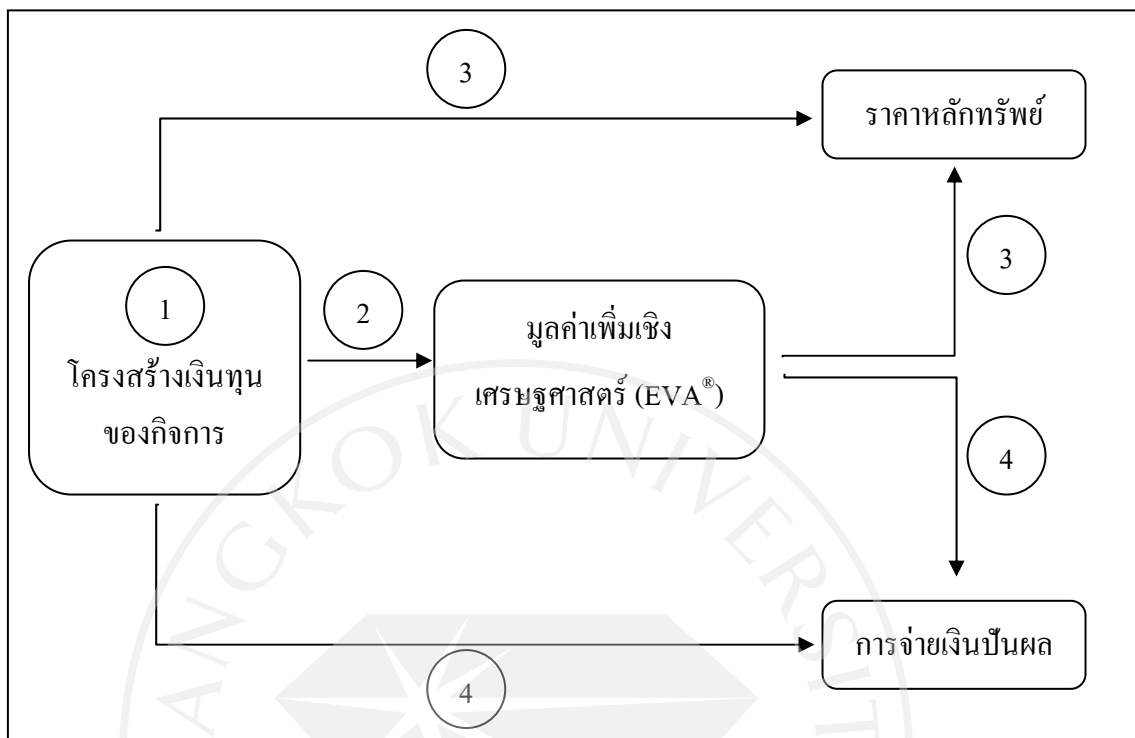 3
ราคาหลักทรัพย์
1
โครงสร้างเงินทุน
ของกิจการ
2
มูลค่าเพิ่มเชิง
เศรษฐศาสตร์ (EVA®)
3
4
การจ่ายเงินปันผล
4
ANGKOK UNIVERSIT